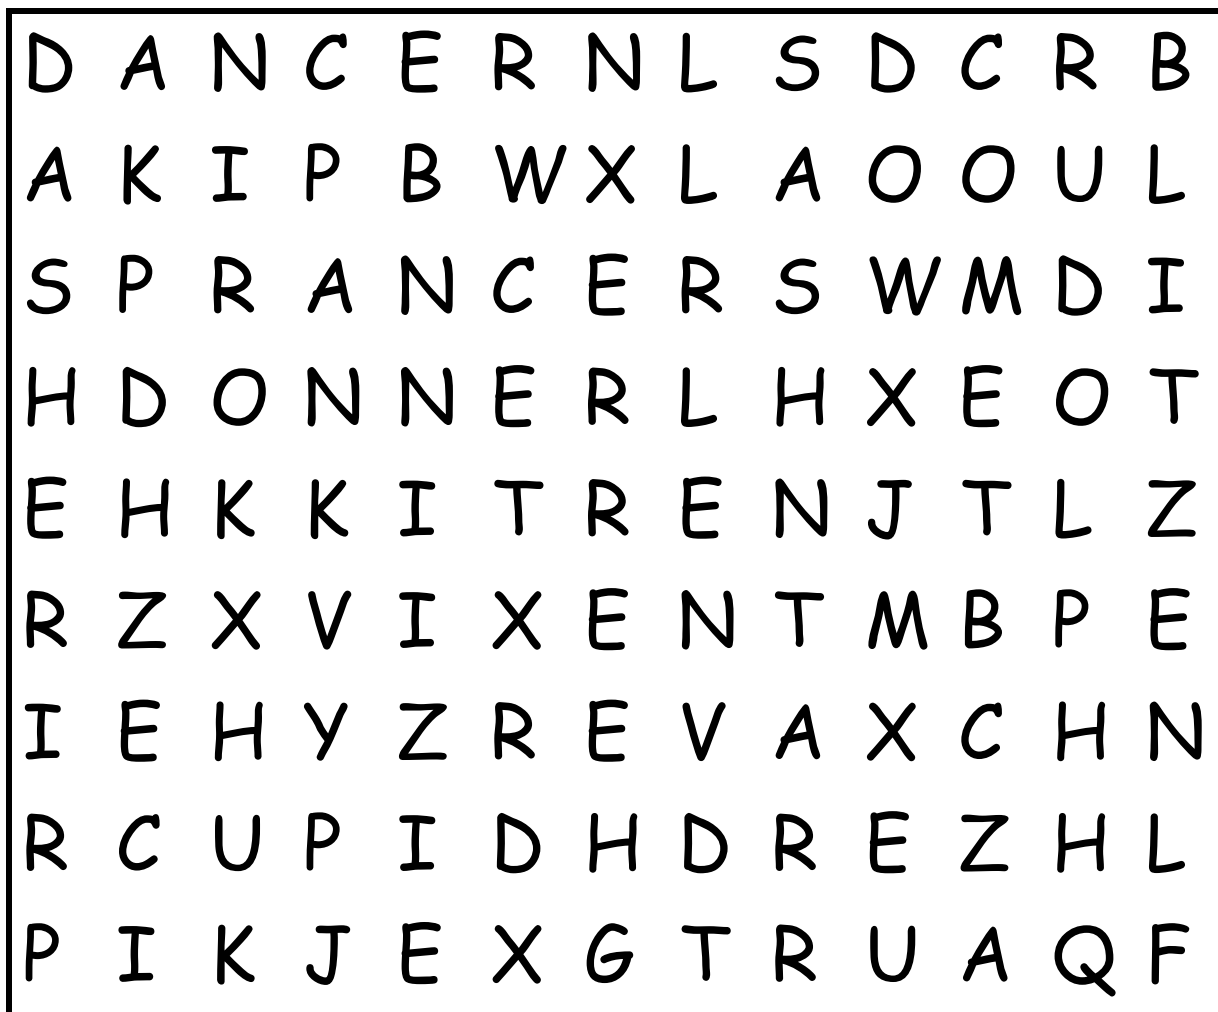 D A N C E R N L S D C R B
A K I P B W X L A O O U L
S P R A N C E R S W M D I
H D O N N E R L H X E O T
E H K K I T R E N J T L Z
R Z X V I X E N T M B P E
I E H Y Z R E V A X C H N
R C U P I D H D R E Z H L
P I K J E X G T R U A Q F